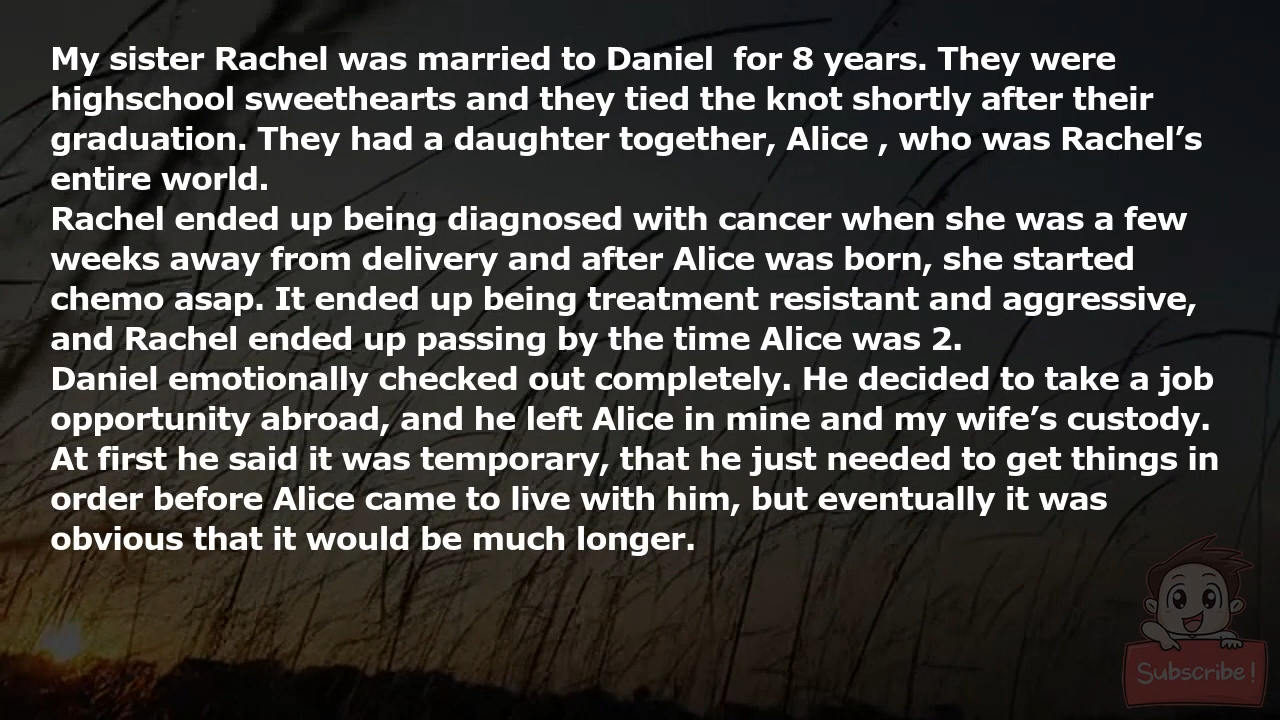 My sister Rachel was married to Daniel  for 8 years. They were
highschool sweethearts and they tied the knot shortly after their
graduation. They had a daughter together, Alice , who was Rachel’s
entire world.
Rachel ended up being diagnosed with cancer when she was a few
weeks away from delivery and after Alice was born, she started
chemo asap. It ended up being treatment resistant and aggressive,
and Rachel ended up passing by the time Alice was 2.
Daniel emotionally checked out completely. He decided to take a job
opportunity abroad, and he left Alice in mine and my wife’s custody.
At first he said it was temporary, that he just needed to get things in
order before Alice came to live with him, but eventually it was
obvious that it would be much longer.
Subscribe!